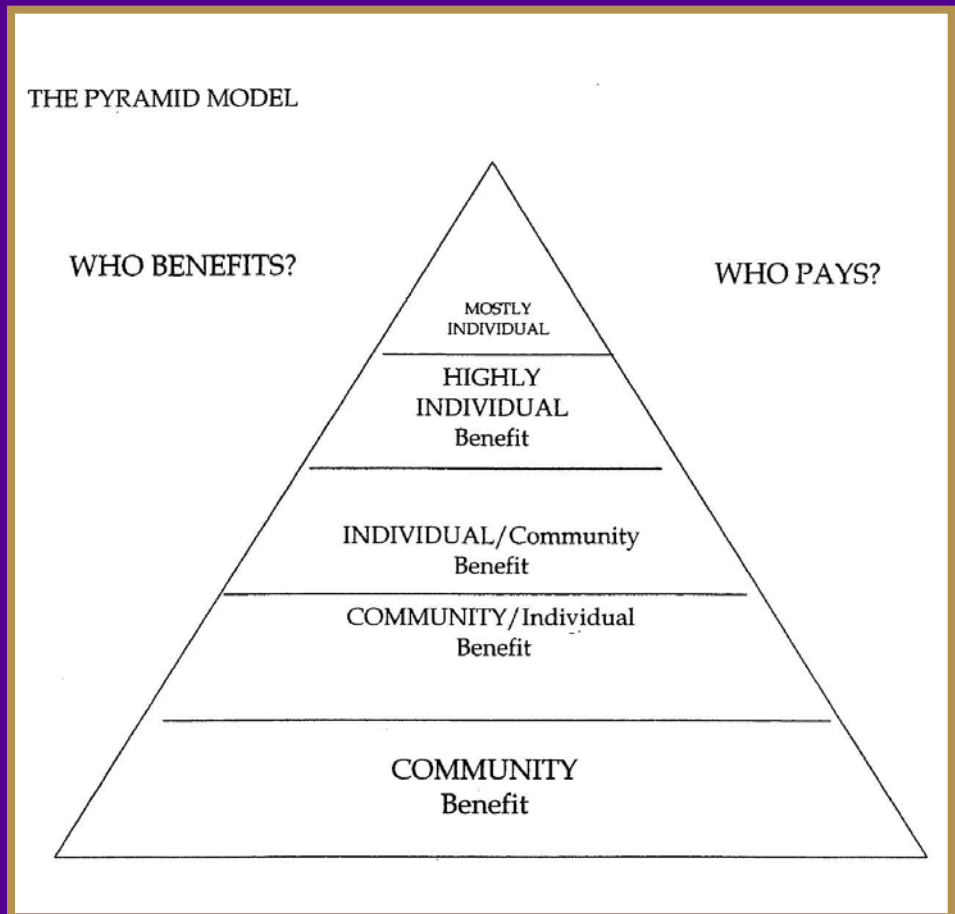 THE PYRAMID MODEL
WHO BENEFITS?
WHO PAYS?
MOSTLY
INDIVIDUAL
HIGHLY
INDIVIDUAL
Benefit
INDIVIDUAL/Community
Benefit
COMMUNITY/Individual
Benefit
COMMUNITY
Benefit